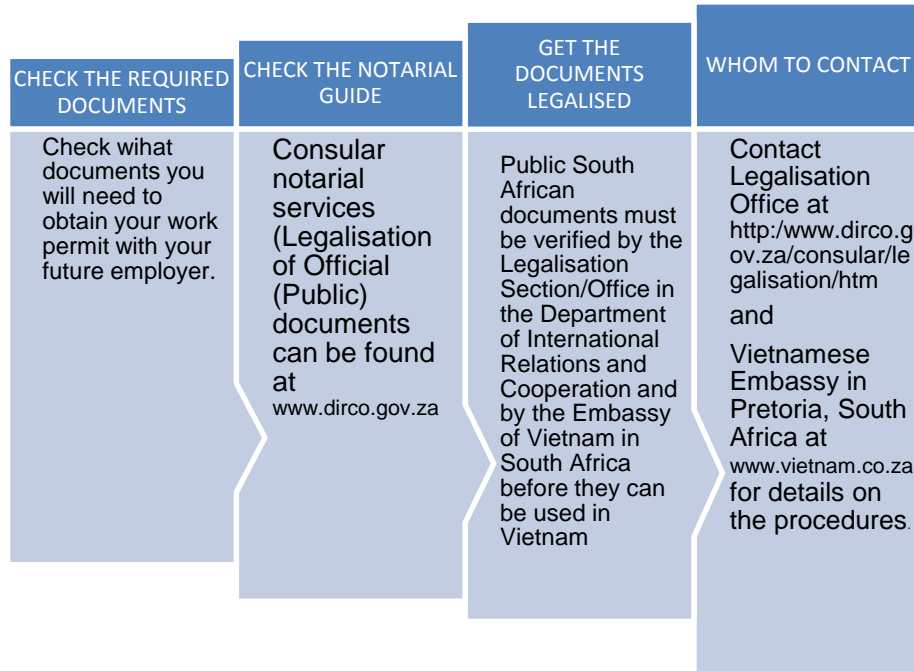 CHECK THE REQUIRED
DOCUMENTS
Check wihat
documents you
will need to
obtain your work
permit with your
future employer.
CHECK THE NOTARIAL
GUIDE
Consular
notarial
services
(Legalisation
of Official
(Public)
documents
can be found
at
www.dirco.gov.za
GET THE
DOCUMENTS
LEGALISED
Public South
African
documents must
be verified by the
Legalisation
Section/Office in
the Department
of International
Relations and
Cooperation and
by the Embassy
of Vietnam in
South Africa
before they can
be used in
Vietnam
WHOM TO CONTACT
Contact
Legalisation
Office at
http:/www.dirco.g
ov.za/consular/le
galisation/htm
and
Vietnamese
Embassy in
Pretoria, South
Africa at
www.vietnam.co.za
for details on
the procedures.